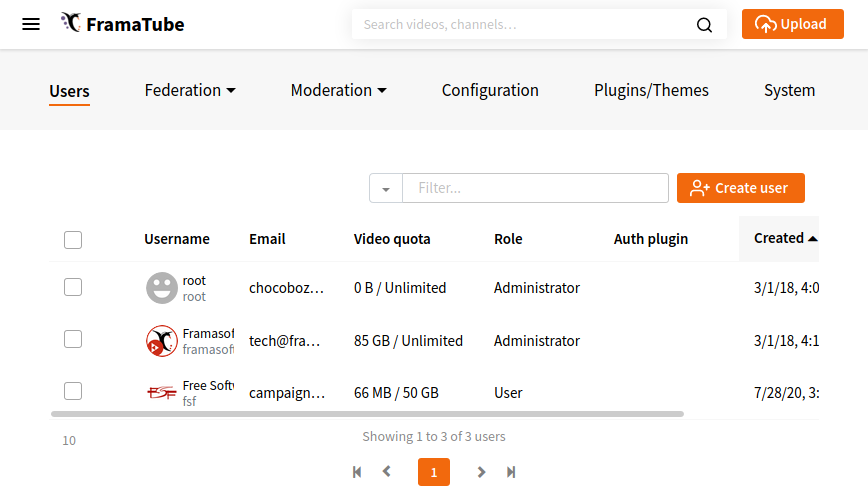 FramaTube
Search videos, channels…
Upload
Users Federation Moderation Configuration Plugins/Themes System
Filter...
Create user
Username Email Video quota Role Auth plugin Created
root
root
chocoboz… 0 B / Unlimited Administrator 3/1/18, 4:0
Framasof
framasoft
tech@fra… 85 GB / Unlimited Administrator 3/1/18, 4:1
Free Softw
fsf
campaign… 66 MB / 50 GB User 7/28/20, 3:
10
Showing 1 to 3 of 3 users
1